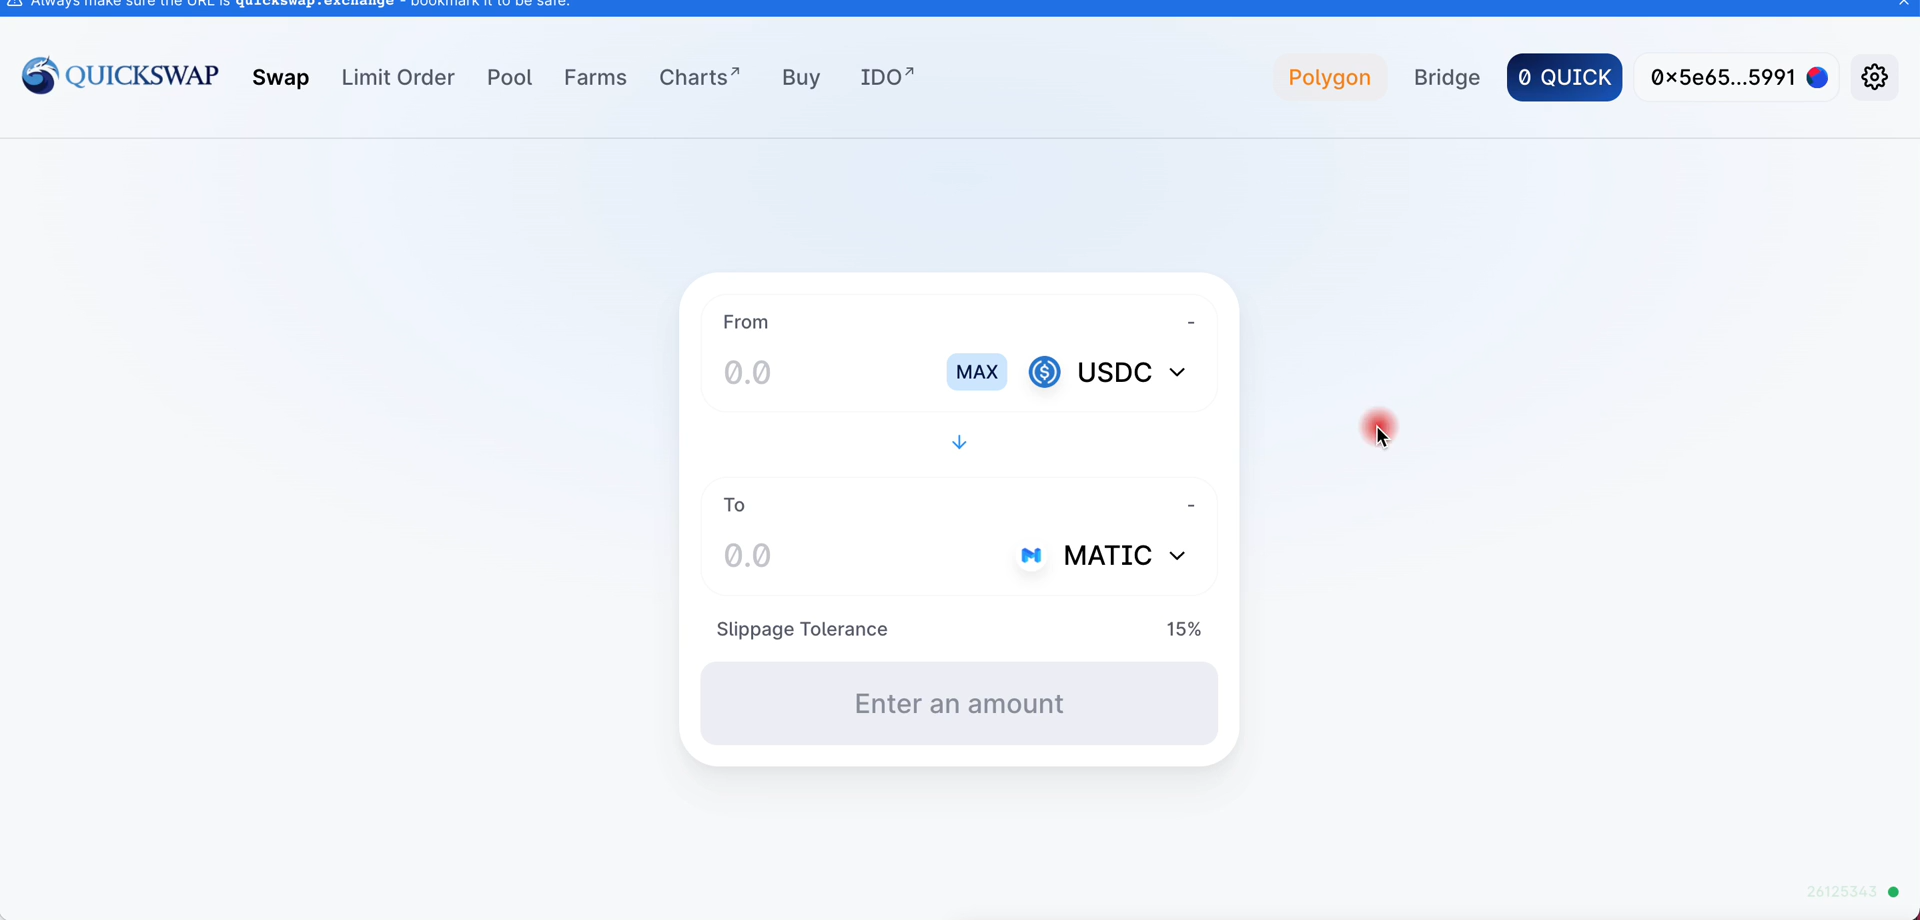 Always make sure the URL is quickswap.exchange - bookmark it to be safe.
QUICKSWAP Swap Limit Order Pool Farms Charts↗ Buy IDO↗ Polygon Bridge 0 QUICK 0×5e65...5991
From -
0.0 MAX USDC
To -
0.0 MATIC
Slippage Tolerance 15%
Enter an amount
26125343